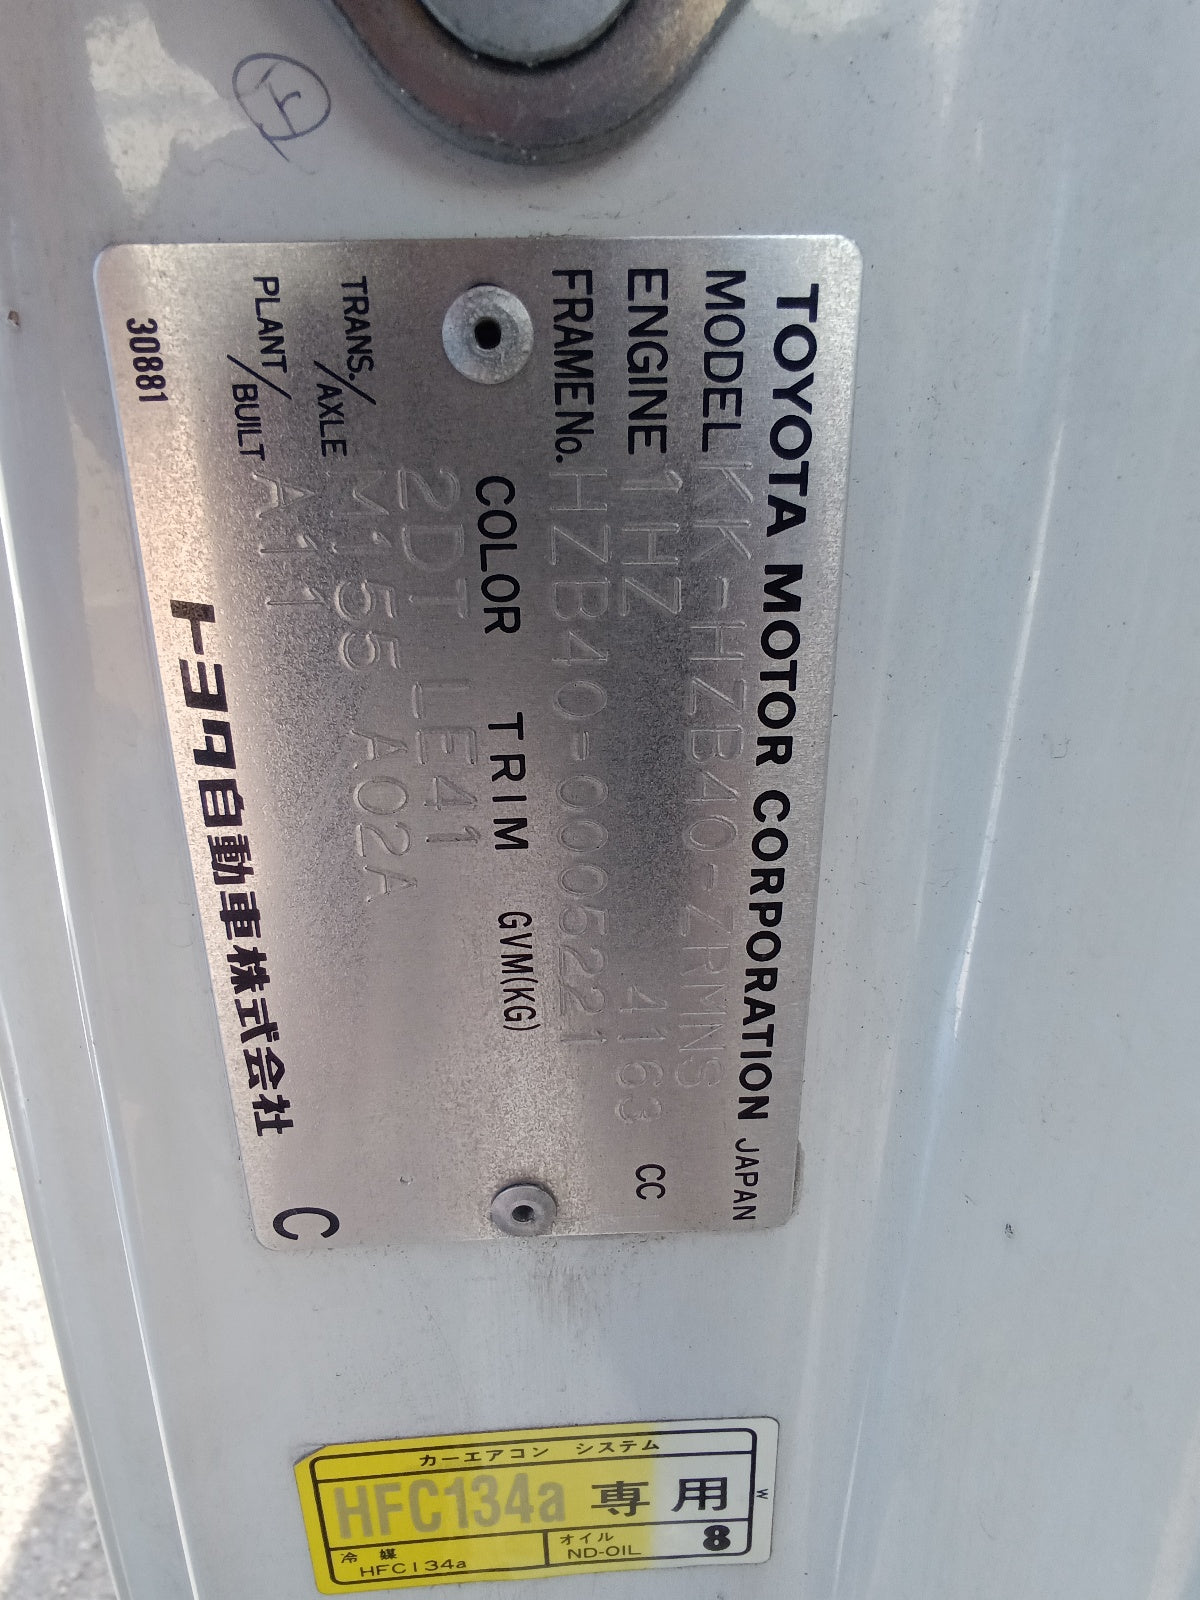 TOYOTA MOTOR CORPORATION JAPAN
MODEL KK-HZB40-ZRMNS
ENGINE 1HZ 4163 CC
FRAME No. HZB40-0005221
COLOR TRIM GVM(KG)
2DT LE41
TRANS./AXLE M155 A02A
PLANT/BUILT A11
トヨタ自動車株式会社 C
30881
カーエアコン システム
HFC134a 専用
冷媒 HFC134a オイル ND-OIL 8
W